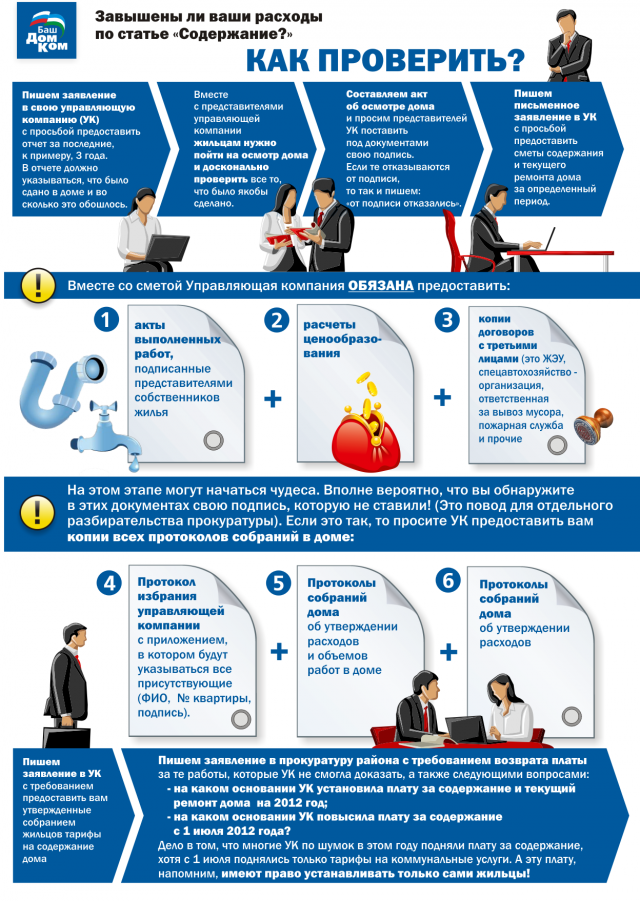 Баш
Дом
Ком
Завышены ли ваши расходы
по статье «Содержание?»
КАК ПРОВЕРИТЬ?
Пишем заявление
в свою управляющую
компанию (УК)
с просьбой предоставить
отчет за последние,
к примеру, 3 года.
В отчете должно
указываться, что было
сдано в доме и во
сколько это обошлось.
Вместе
с представителями
управляющей
компании
жильцам нужно
пойти на осмотр дома
и досконально
проверить все то,
что было якобы
сделано.
Составляем акт
об осмотре дома
и просим представителей
УК поставить
под документами
свою подпись.
Если те отказываются
от подписи,
то так и пишем:
«от подписи отказались».
Пишем
письменное
заявление в УК
с просьбой
предоставить
сметы содержания
и текущего
ремонта дома
за определенный
период.
! Вместе со сметой Управляющая компания ОБЯЗАНА предоставить:
1
акты
выполненных
работ,
подписанные
представителями
собственников
жилья
+
2
расчеты
ценообразо-
вания
+
3
копии
договоров
с третьими
лицами (это ЖЭУ,
спецавтохозяйство -
организация,
ответственная
за вывоз мусора,
пожарная служба
и прочие
!
На этом этапе могут начаться чудеса. Вполне вероятно, что вы обнаружите
в этих документах свою подпись, которую не ставили! (Это повод для отдельного
разбирательства прокуратуры). Если это так, то просите УК предоставить вам
копии всех протоколов собраний в доме:
4
Протокол
избрания
управляющей
компании
с приложением,
в котором будут
указываться все
присутствующие
(ФИО, № квартиры,
подпись).
+
5
Протоколы
собраний
дома
об утверждении
расходов
и объемов
работ в доме
+
6
Протоколы
собраний
дома
об утверждении
расходов
Пишем
заявление в УК
с требованием
предоставить вам
утвержденные
собранием
жильцов тарифы
на содержание
дома
Пишем заявление в прокуратуру района с требованием возврата платы
за те работы, которые УК не смогла доказать, а также следующими вопросами:
- на каком основании УК установила плату за содержание и текущий
ремонт дома на 2012 год;
- на каком основании УК повысила плату за содержание
с 1 июля 2012 года?
Дело в том, что многие УК по шумок в этом году подняли плату за содержание,
хотя с 1 июля поднялись только тарифы на коммунальные услуги. А эту плату,
напомним, имеют право устанавливать только сами жильцы!